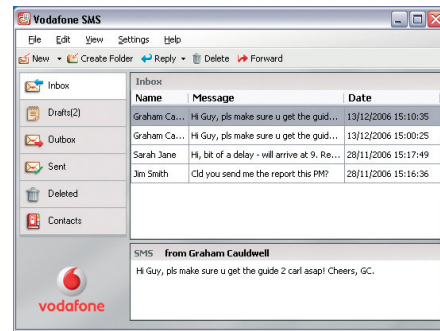 Vodafone SMS
File Edit View Settings Help
New Create Folder Reply Delete Forward
Inbox
Drafts(2)
Outbox
Sent
Deleted
Contacts
vodafone
Inbox
Name Message Date
Graham Ca... Hi Guy, pls make sure u get the guid... 13/12/2006 15:10:35
Graham Ca... Hi Guy, pls make sure u get the guid... 13/12/2006 15:00:25
Sarah Jane Hi, bit of a delay - will arrive at 9. Re... 28/11/2006 15:17:49
Jim Smith Cld you send me the report this PM? 28/11/2006 15:16:36
SMS from Graham Cauldwell
Hi Guy, pls make sure u get the guide 2 carl asap! Cheers, GC.